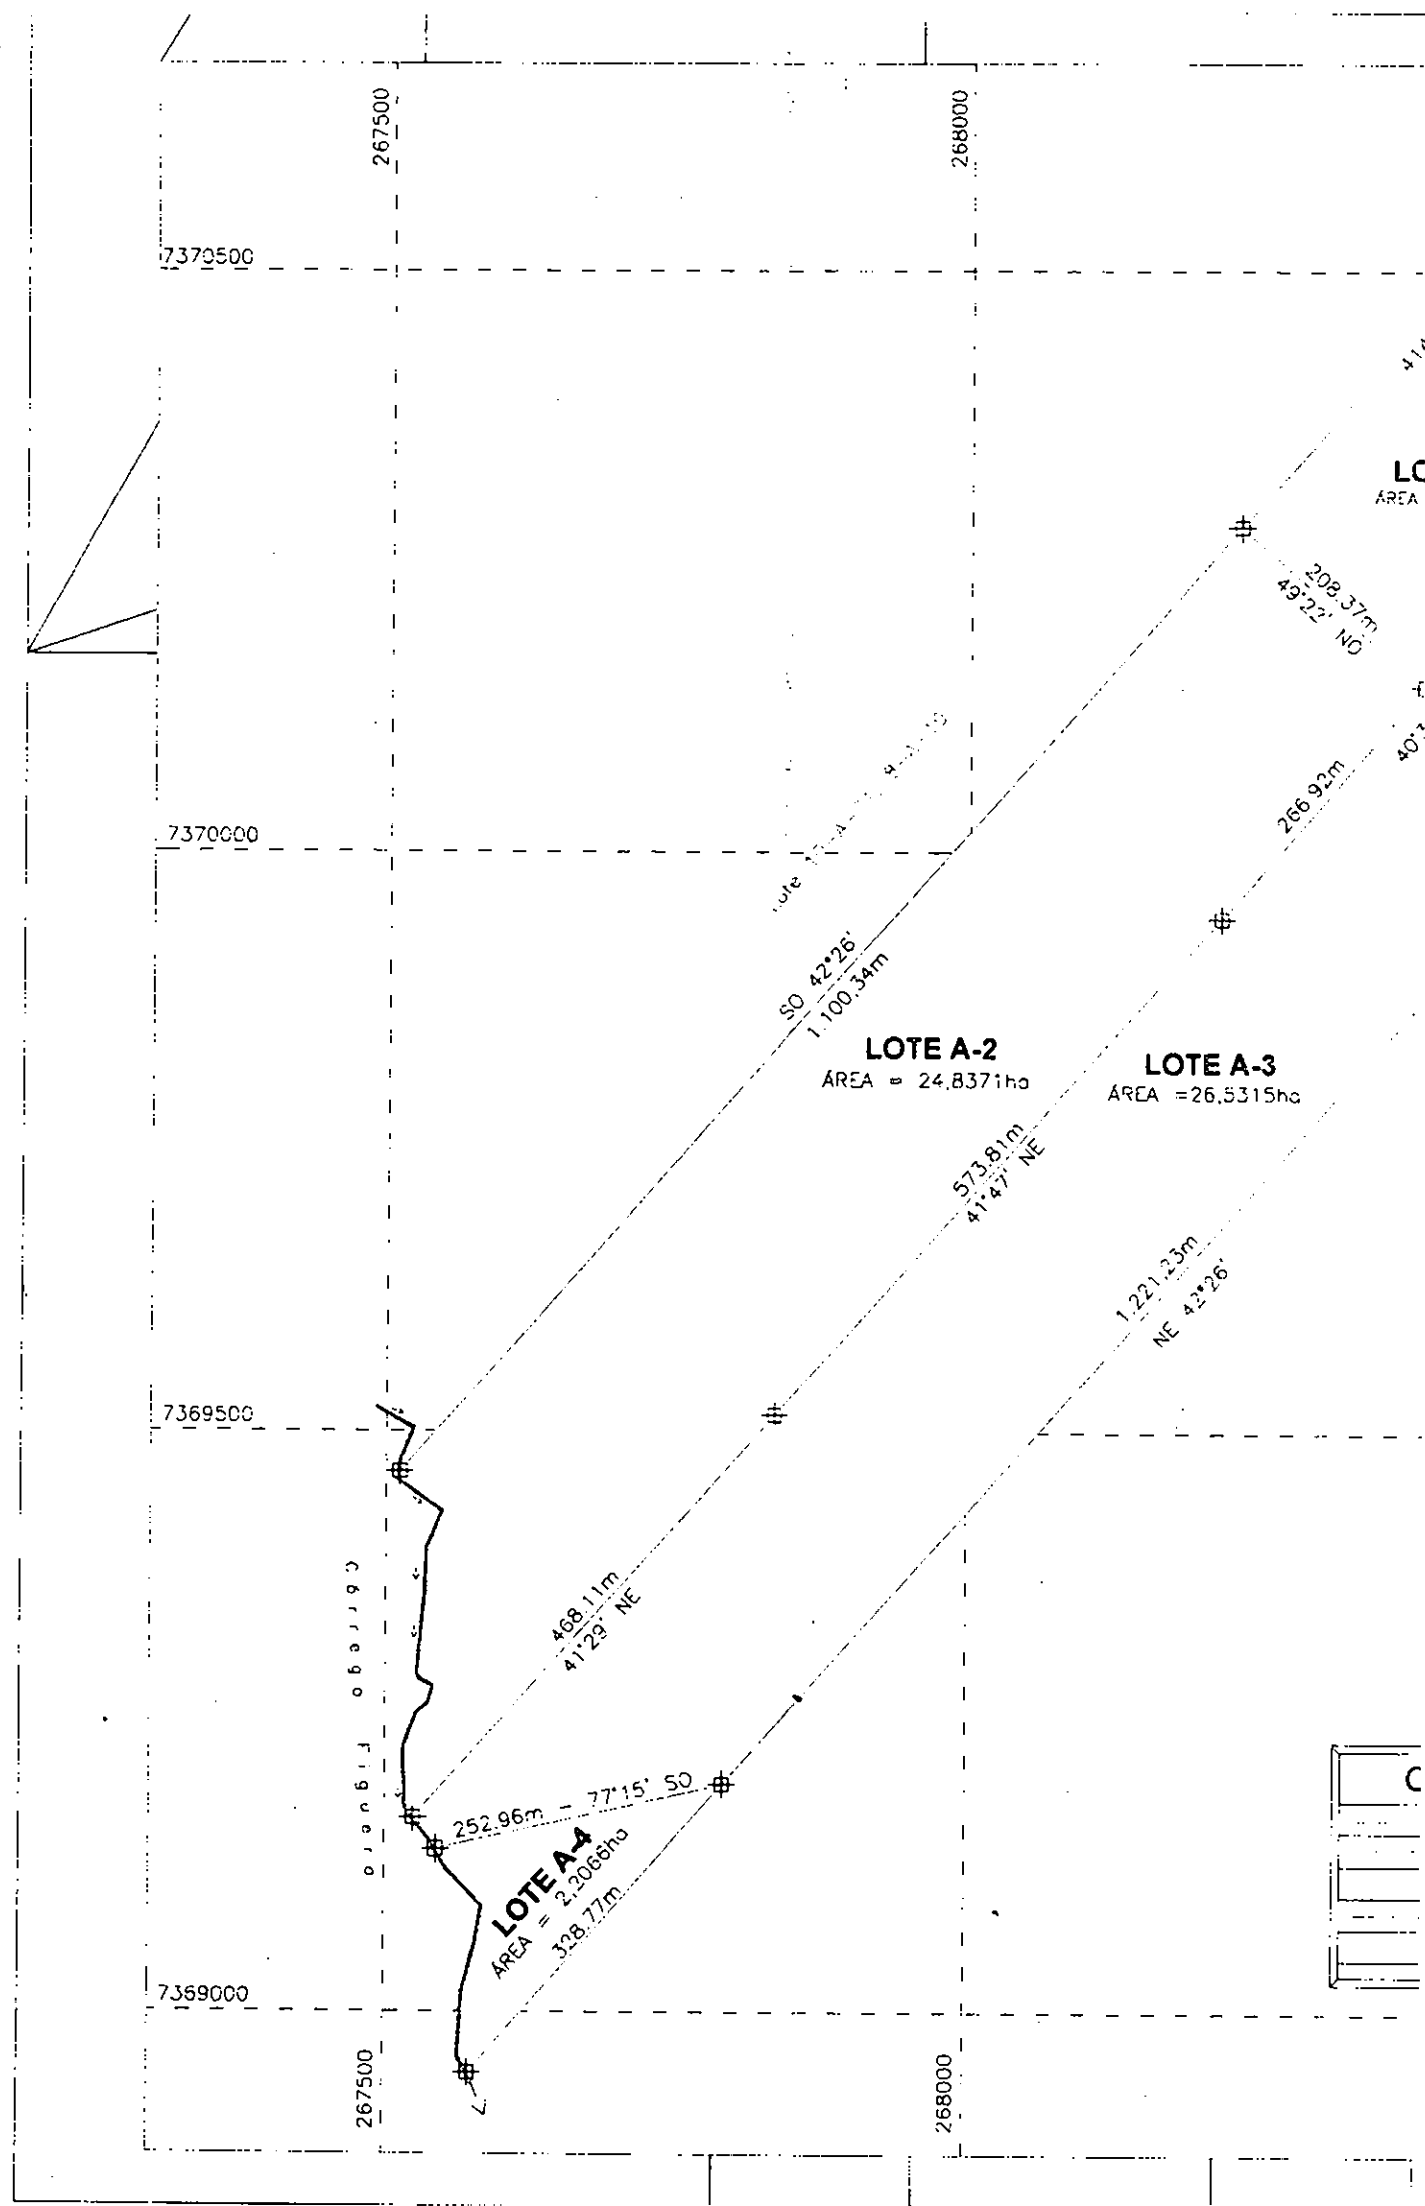 267500
268000
7370500
LO
ÁREA
208.37m
49°22' NO
266.92m
7370000
SO 42°26'
1.100,34m
LOTE A-2
ÁREA = 24,8371ha
LOTE A-3
ÁREA =26,5315ha
573.81m
41°47' NE
1.221,23m
NE 42°26'
7369500
468.11m
41°29' NE
Córrego Figuera
252.96m - 77°15' SO
LOTE A-4
ÁREA = 2,2066ha
328.77m
7369000
267500
268000